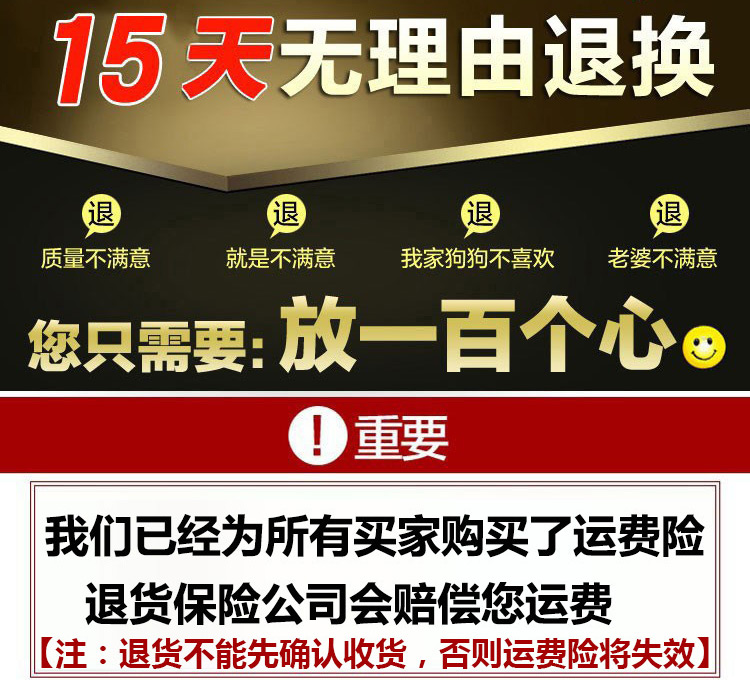 15天无理由退换
退 退 退 退
质量不满意 就是不满意 我家狗狗不喜欢 老婆不满意
您只需要:放一百个心
!重要
我们已经为所有买家购买了运费险
退货保险公司会赔偿您运费
【注：退货不能先确认收货，否则运费险将失效】